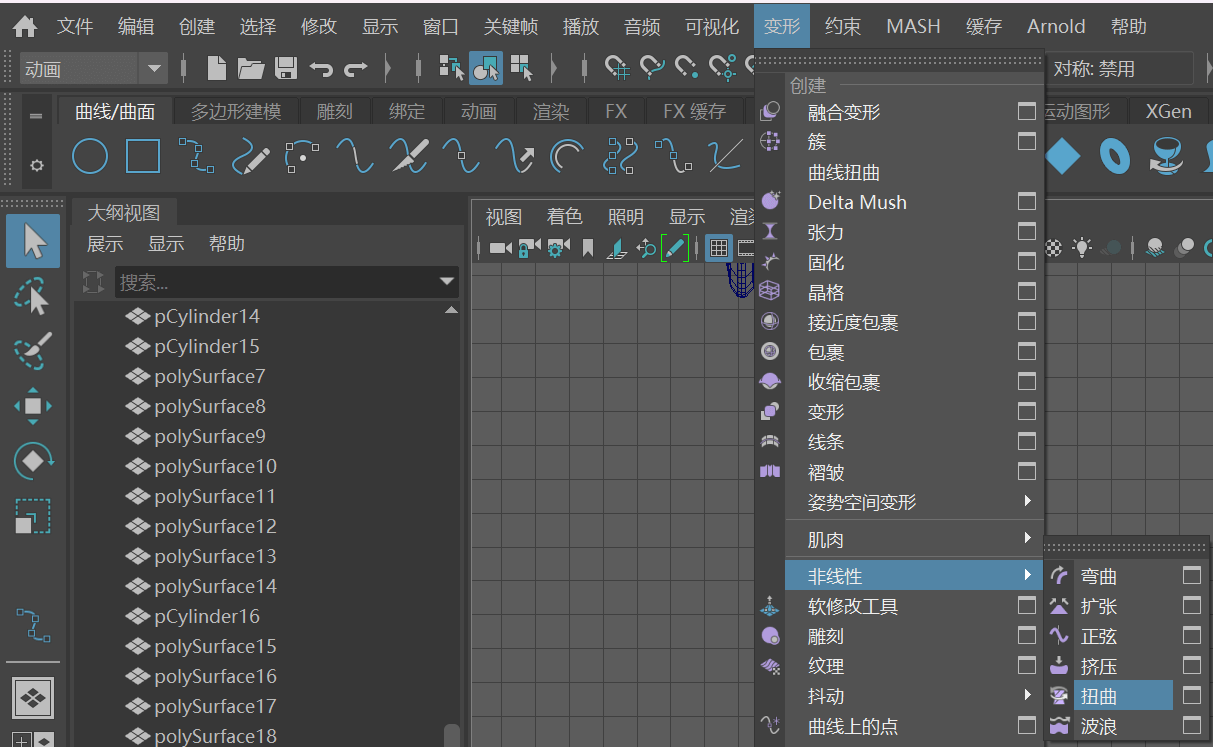 文件 编辑 创建 选择 修改 显示 窗口 关键帧 播放 音频 可视化 变形 约束 MASH 缓存 Arnold 帮助
动画 对称: 禁用
曲线/曲面 多边形建模 雕刻 绑定 动画 渲染 FX FX 缓存 运动图形 XGen
大纲视图
展示 显示 帮助
搜索...
pCylinder14
pCylinder15
polySurface7
polySurface8
polySurface9
polySurface10
polySurface11
polySurface12
polySurface13
polySurface14
pCylinder16
polySurface15
polySurface16
polySurface17
polySurface18
视图 着色 照明 显示 渲染
创建
融合变形
簇
曲线扭曲
Delta Mush
张力
固化
晶格
接近度包裹
包裹
收缩包裹
变形
线条
褶皱
姿势空间变形
肌肉
非线性
软修改工具
雕刻
纹理
抖动
曲线上的点
弯曲
扩张
正弦
挤压
扭曲
波浪